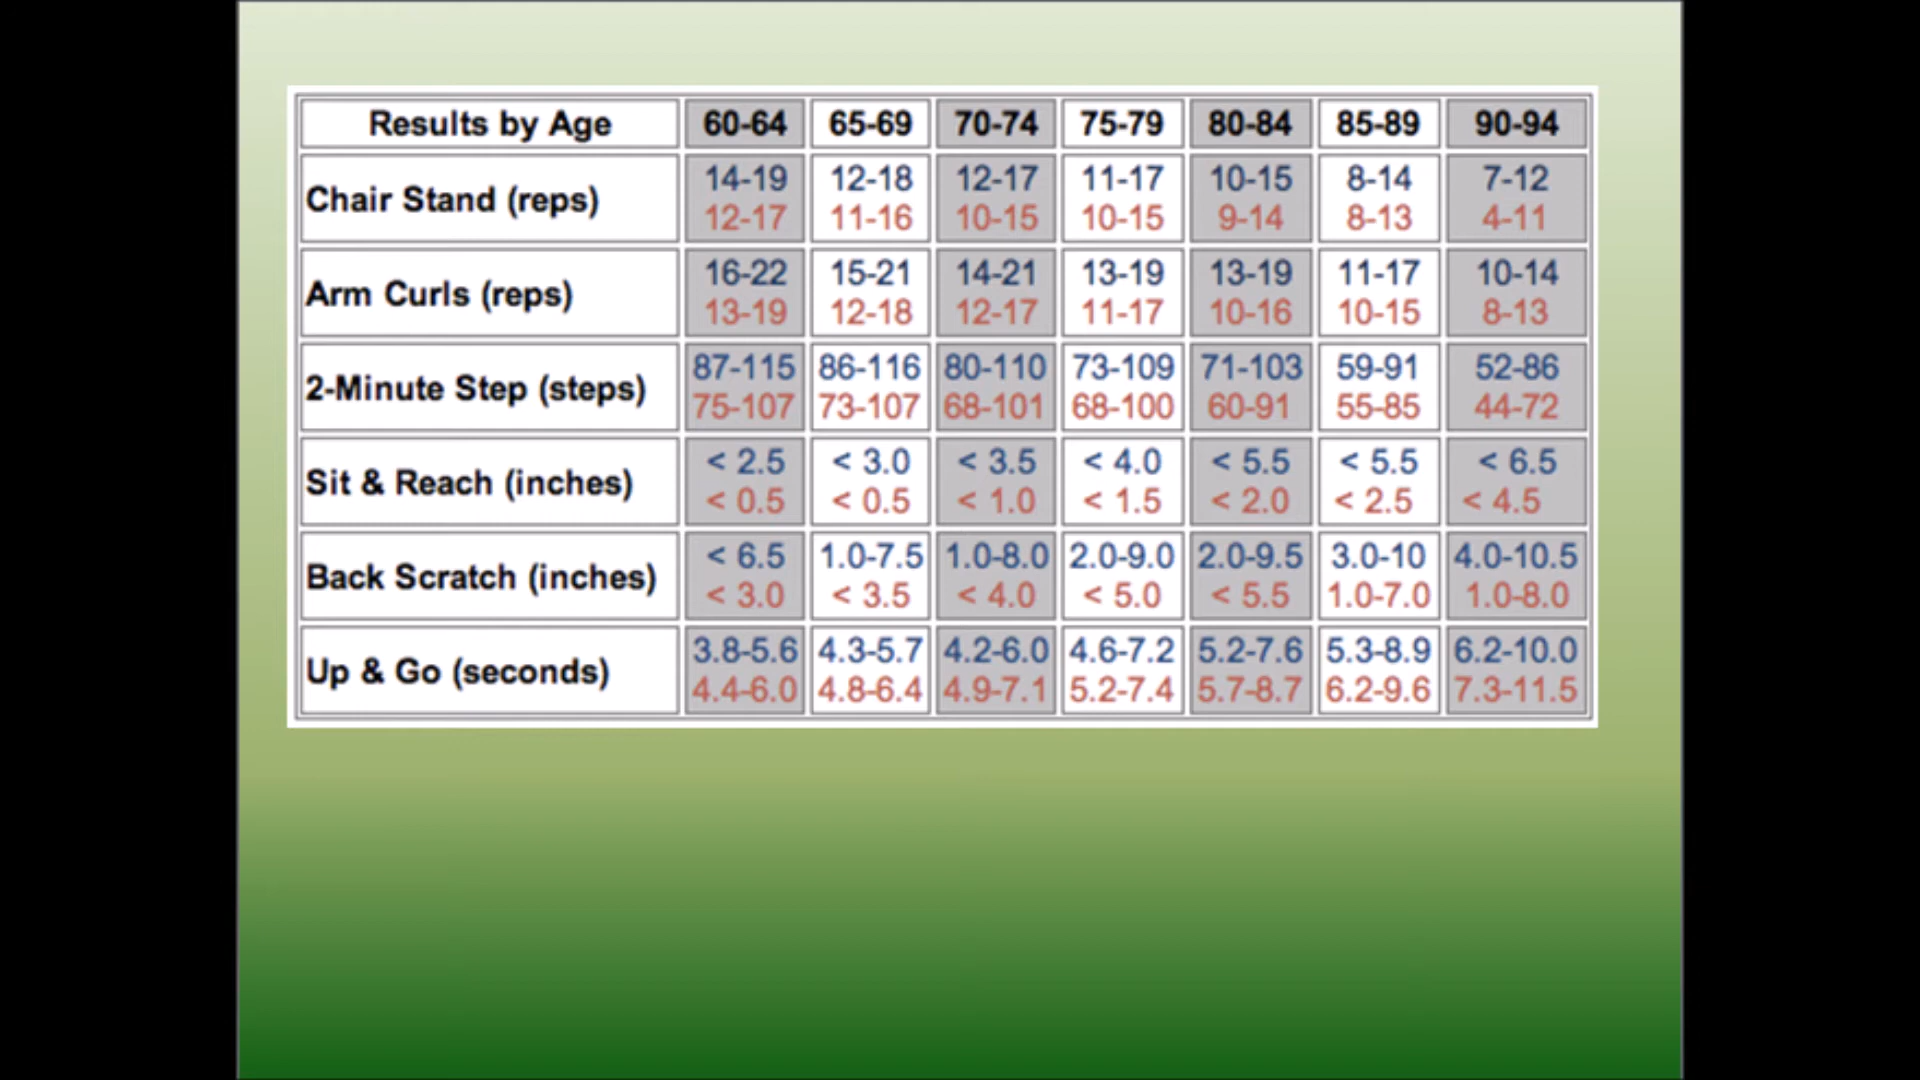 Results by Age 60-64 65-69 70-74 75-79 80-84 85-89 90-94
Chair Stand (reps)
14-19 12-18 12-17 11-17 10-15 8-14 7-12
12-17 11-16 10-15 10-15 9-14 8-13 4-11
Arm Curls (reps)
16-22 15-21 14-21 13-19 13-19 11-17 10-14
13-19 12-18 12-17 11-17 10-16 10-15 8-13
2-Minute Step (steps)
87-115 86-116 80-110 73-109 71-103 59-91 52-86
75-107 73-107 68-101 68-100 60-91 55-85 44-72
Sit & Reach (inches)
< 2.5 < 3.0 < 3.5 < 4.0 < 5.5 < 5.5 < 6.5
< 0.5 < 0.5 < 1.0 < 1.5 < 2.0 < 2.5 < 4.5
Back Scratch (inches)
< 6.5 1.0-7.5 1.0-8.0 2.0-9.0 2.0-9.5 3.0-10 4.0-10.5
< 3.0 < 3.5 < 4.0 < 5.0 < 5.5 1.0-7.0 1.0-8.0
Up & Go (seconds)
3.8-5.6 4.3-5.7 4.2-6.0 4.6-7.2 5.2-7.6 5.3-8.9 6.2-10.0
4.4-6.0 4.8-6.4 4.9-7.1 5.2-7.4 5.7-8.7 6.2-9.6 7.3-11.5